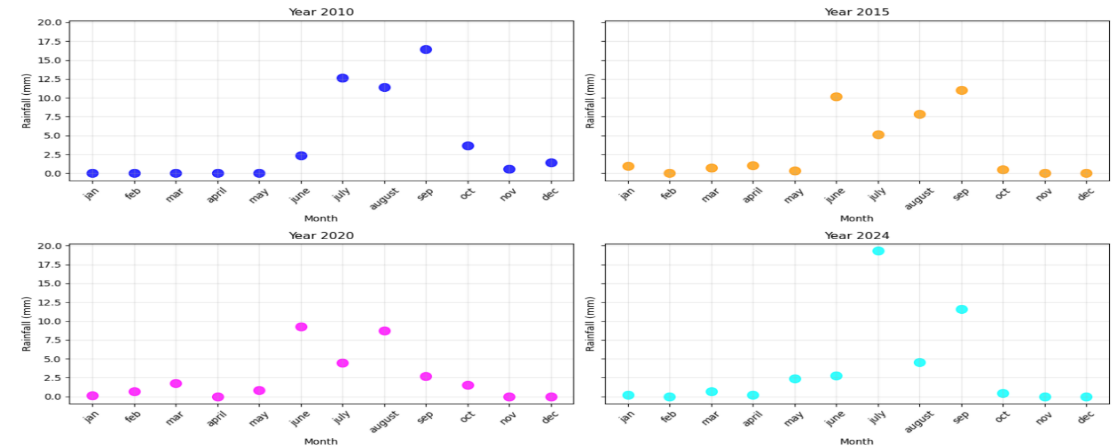 Year 2010
Rainfall (mm)
20.0
17.5
15.0
12.5
10.0
7.5
5.0
2.5
0.0
jan feb mar april may june july august sep oct nov dec
Month
Year 2015
Rainfall (mm)
jan feb mar april may june july august sep oct nov dec
Month
Year 2020
Rainfall (mm)
20.0
17.5
15.0
12.5
10.0
7.5
5.0
2.5
0.0
jan feb mar april may june july august sep oct nov dec
Month
Year 2024
Rainfall (mm)
jan feb mar april may june july august sep oct nov dec
Month